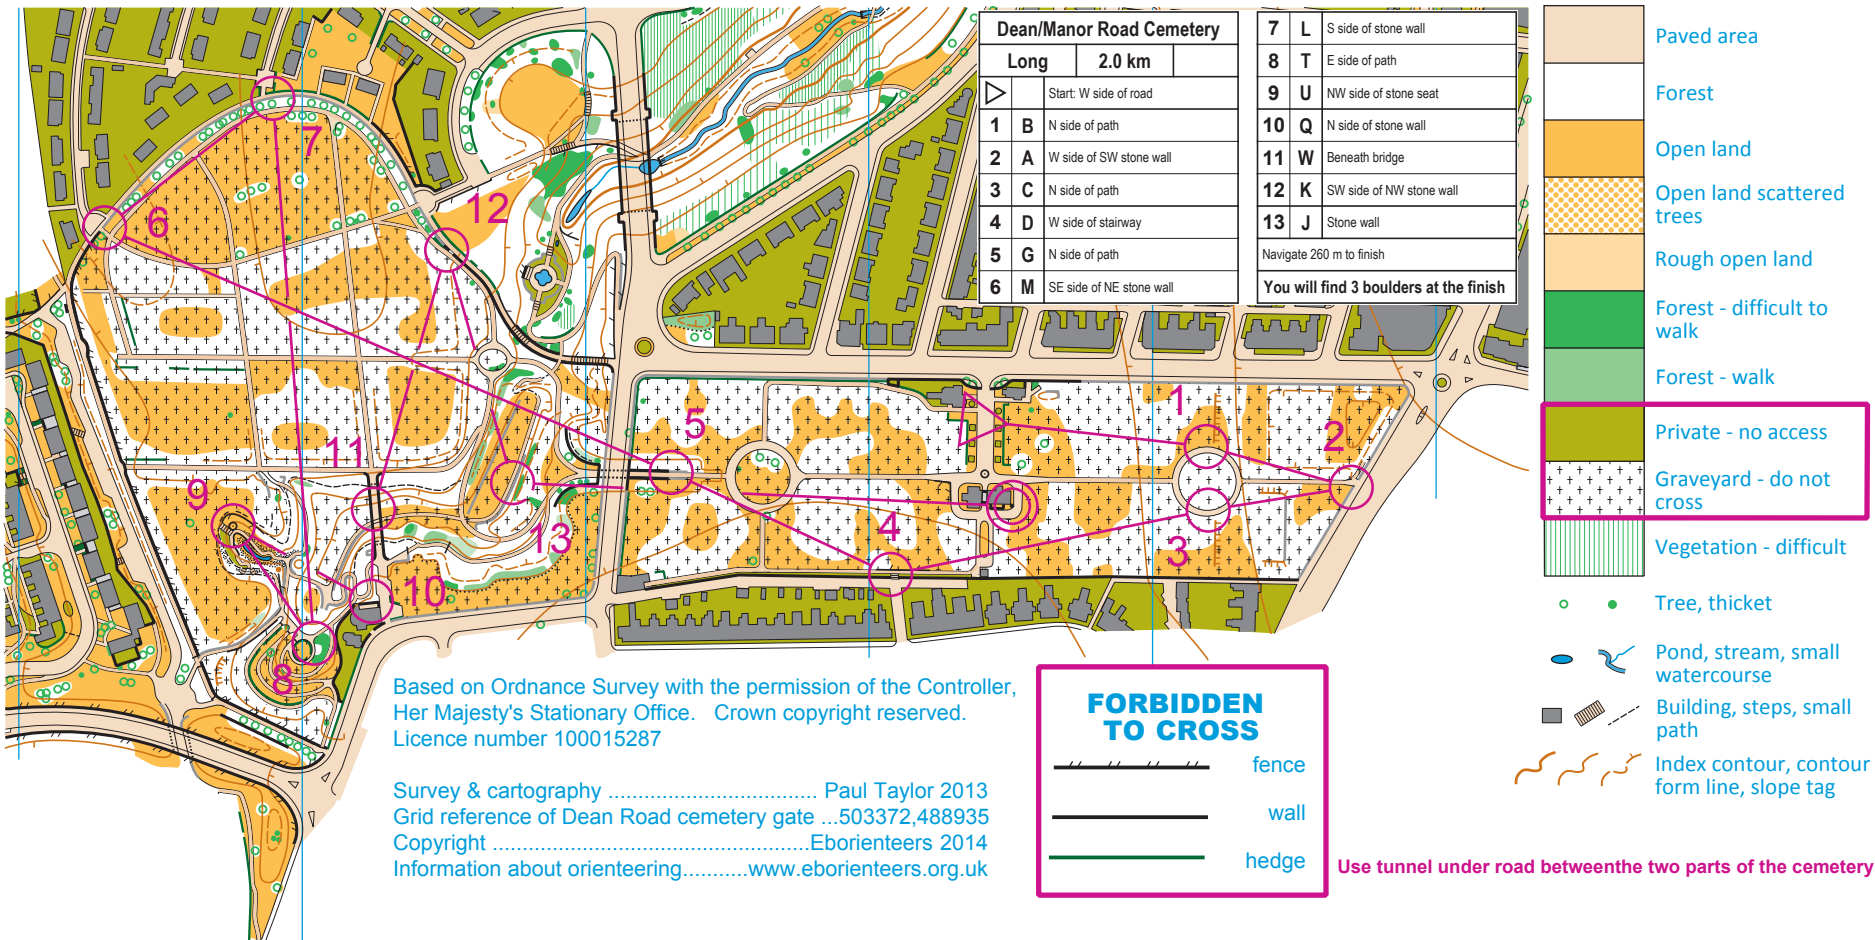 Dean/Manor Road Cemetery
Long 2.0 km
Start: W side of road
1 B N side of path
2 A W side of SW stone wall
3 C N side of path
4 D W side of stairway
5 G N side of path
6 M SE side of NE stone wall
7 L S side of stone wall
8 T E side of path
9 U NW side of stone seat
10 Q N side of stone wall
11 W Beneath bridge
12 K SW side of NW stone wall
13 J Stone wall
Navigate 260 m to finish
You will find 3 boulders at the finish
Paved area
Forest
Open land
Open land scattered
trees
Rough open land
Forest - difficult to
walk
Forest - walk
Private - no access
Graveyard - do not
cross
Vegetation - difficult
Tree, thicket
Pond, stream, small
watercourse
Building, steps, small
path
Index contour, contour
form line, slope tag
7
6
12
5
1
2
11
9
4
13
3
10
8
Based on Ordnance Survey with the permission of the Controller,
Her Majesty's Stationary Office. Crown copyright reserved.
Licence number 100015287
Survey & cartography .................................. Paul Taylor 2013
Grid reference of Dean Road cemetery gate ...503372,488935
Copyright ....................................................Eborienteers 2014
Information about orienteering...........www.eborienteers.org.uk
FORBIDDEN
TO CROSS
fence
wall
hedge
Use tunnel under road betweenthe two parts of the cemetery